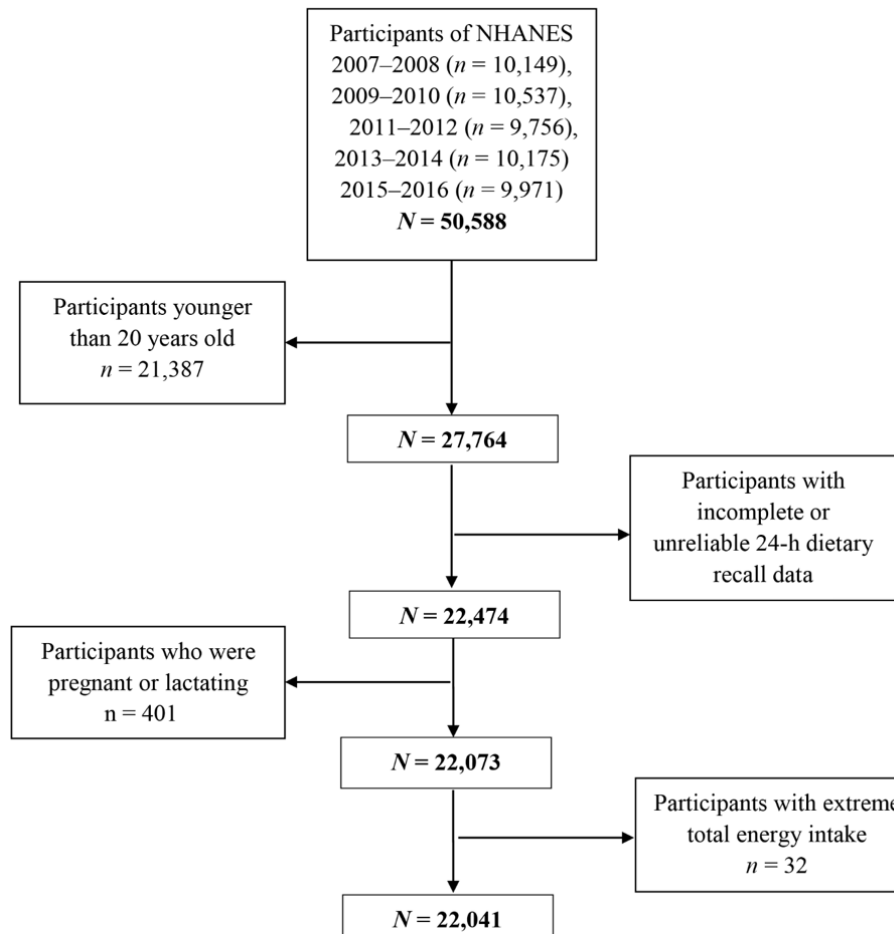 Participants of NHANES
2007–2008 (n = 10,149),
2009–2010 (n = 10,537),
2011–2012 (n = 9,756),
2013–2014 (n = 10,175)
2015–2016 (n = 9,971)
N = 50,588
Participants younger
than 20 years old
n = 21,387
N = 27,764
Participants with
incomplete or
unreliable 24-h dietary
recall data
N = 22,474
Participants who were
pregnant or lactating
n = 401
N = 22,073
Participants with extreme
total energy intake
n = 32
N = 22,041